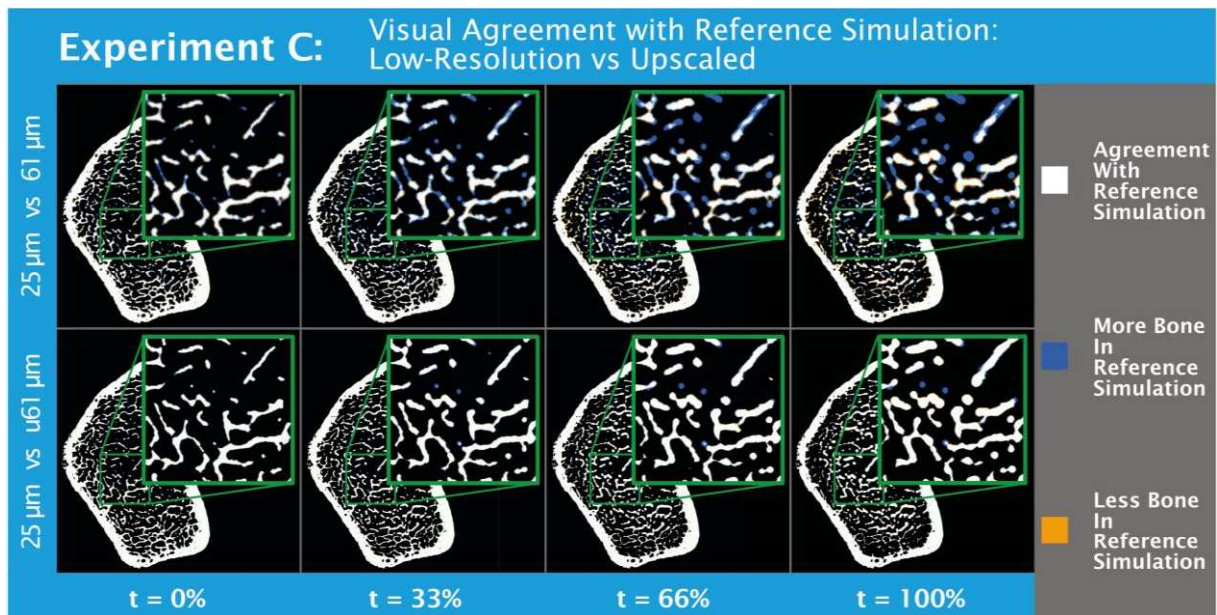 Experiment C:
Visual Agreement with Reference Simulation:
Low-Resolution vs Upscaled
25 µm vs 61 µm
25 µm vs u61 µm
Agreement
With
Reference
Simulation
More Bone
In
Reference
Simulation
Less Bone
In
Reference
Simulation
t = 0%
t = 33%
t = 66%
t = 100%